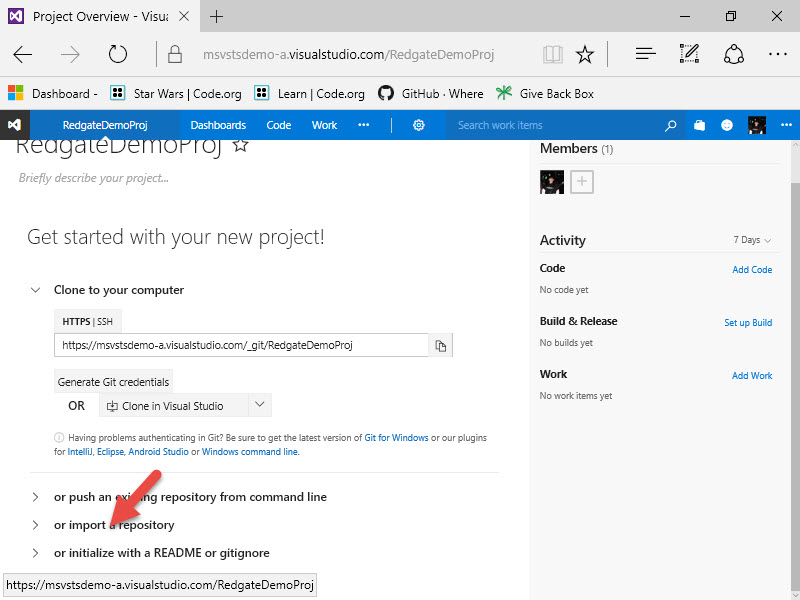 Project Overview - Visu
msvstsdemo-a.visualstudio.com/RedgateDemoProj
Dashboard - Star Wars | Code.org Learn | Code.org GitHub · Where Give Back Box
RedgateDemoProj Dashboards Code Work Search work items
RedgateDemoProj
Briefly describe your project...
Get started with your new project!
Clone to your computer
HTTPS | SSH
https://msvstsdemo-a.visualstudio.com/_git/RedgateDemoProj
Generate Git credentials
OR Clone in Visual Studio
Having problems authenticating in Git? Be sure to get the latest version of Git for Windows or our plugins
for IntelliJ, Eclipse, Android Studio or Windows command line.
or push an existing repository from command line
or import a repository
or initialize with a README or gitignore
https://msvstsdemo-a.visualstudio.com/RedgateDemoProj
Members (1)
Activity 7 Days
Code Add Code
No code yet
Build & Release Set up Build
No builds yet
Work Add Work
No work items yet